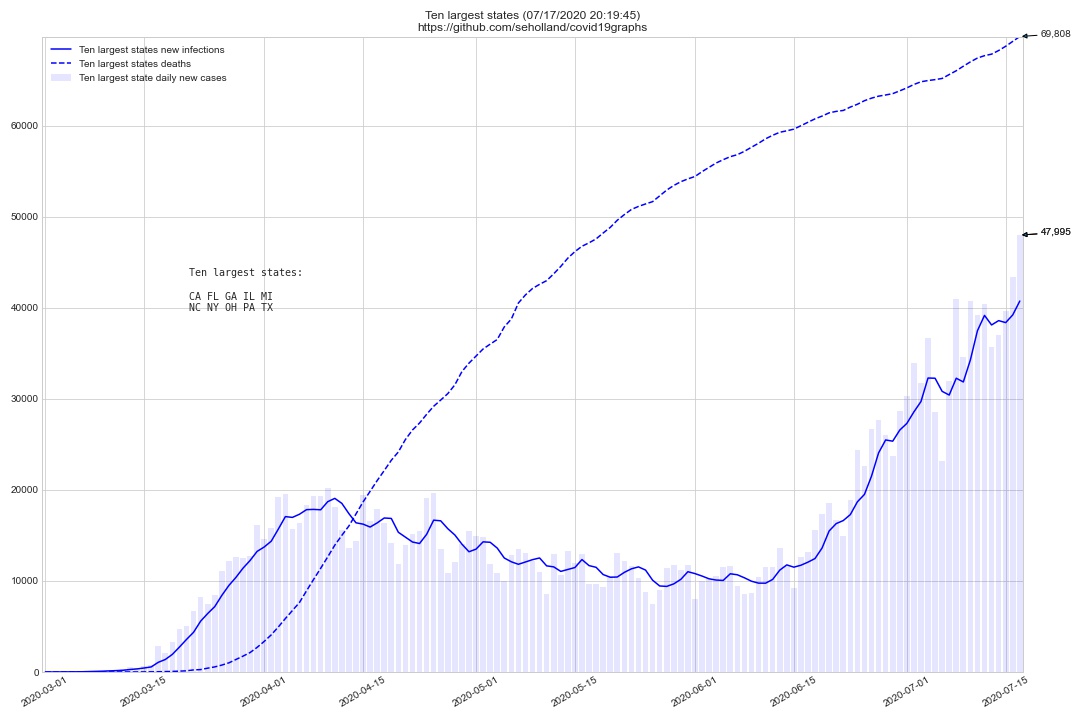 Ten largest states (07/17/2020 20:19:45)
https://github.com/seholland/covid19graphs
Ten largest states new infections
Ten largest states deaths
Ten largest state daily new cases
69,808
60000
50000
47,995
Ten largest states:
CA FL GA IL MI
NC NY OH PA TX
40000
30000
20000
10000
0
2020-03-01
2020-03-15
2020-04-01
2020-04-15
2020-05-01
2020-05-15
2020-06-01
2020-06-15
2020-07-01
2020-07-15